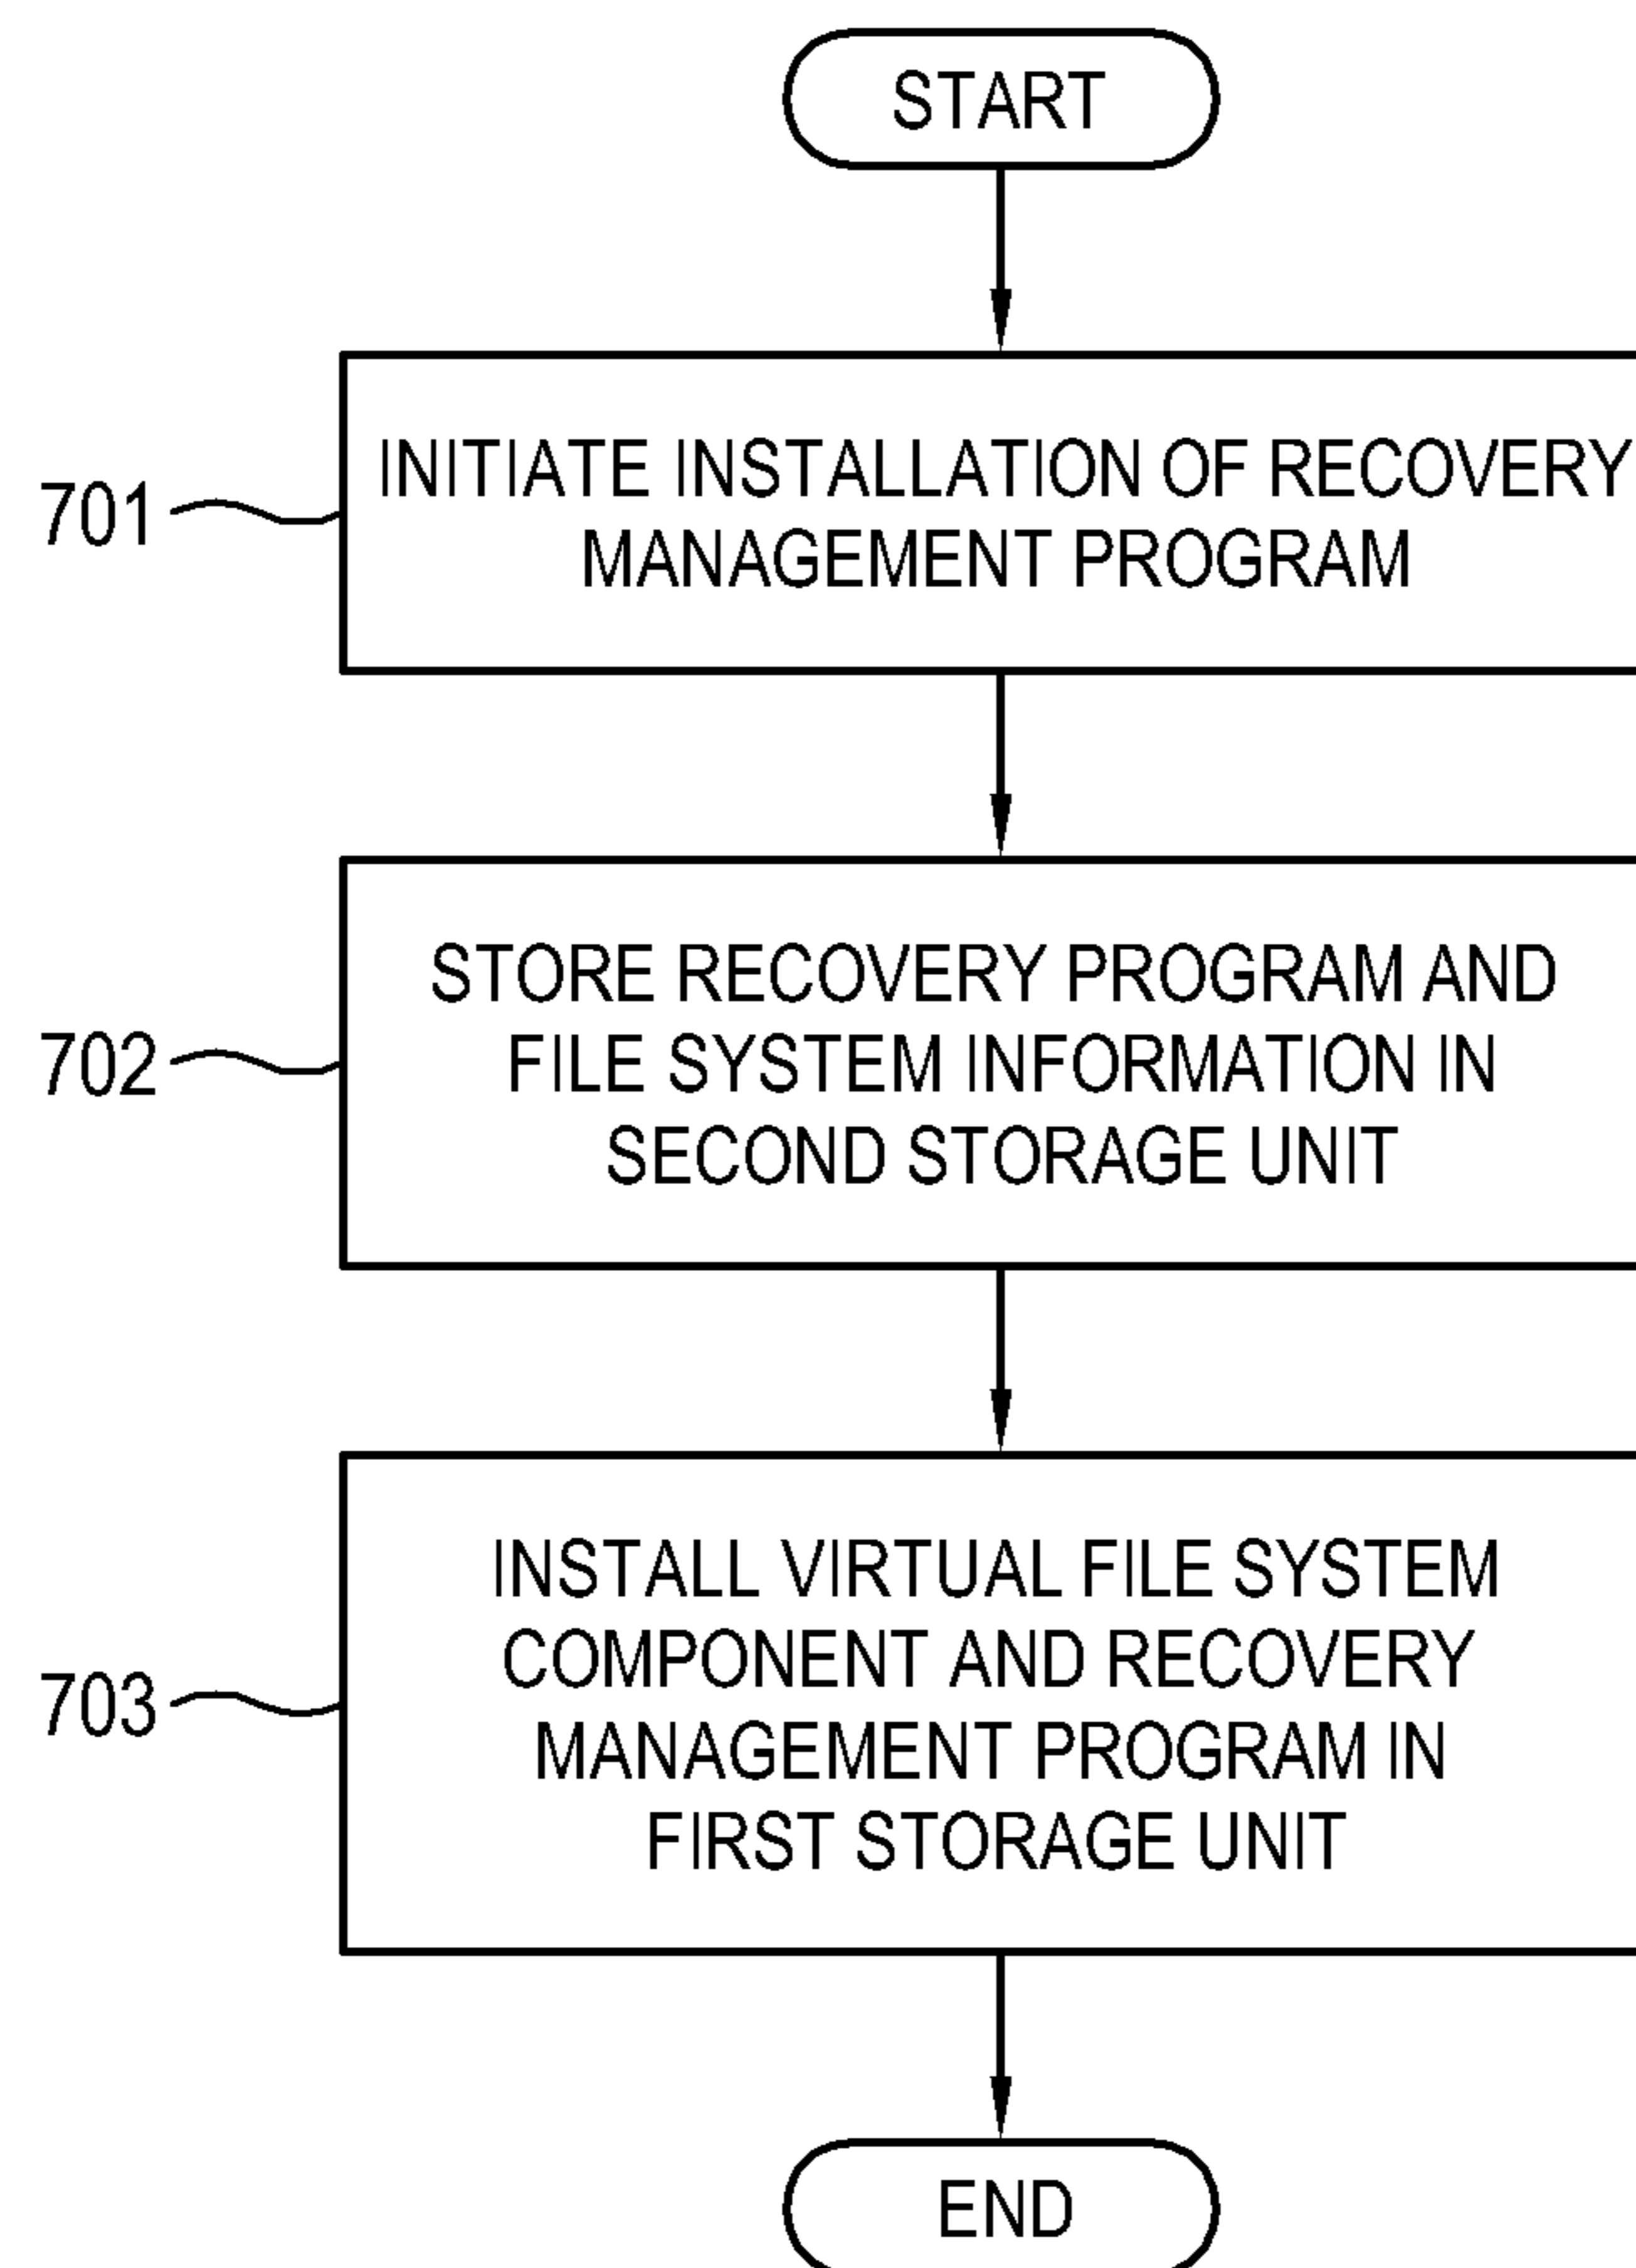 START
701
INITIATE INSTALLATION OF RECOVERY
MANAGEMENT PROGRAM
702
STORE RECOVERY PROGRAM AND
FILE SYSTEM INFORMATION IN
SECOND STORAGE UNIT
703
INSTALL VIRTUAL FILE SYSTEM
COMPONENT AND RECOVERY
MANAGEMENT PROGRAM IN
FIRST STORAGE UNIT
END